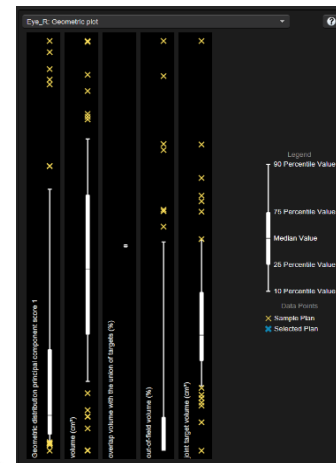 Eye_R: Geometric plot
?
Geometric distribution principal component score 1
volume (cm³)
overlap volume with the union of targets (%)
out-of-field volume (%)
joint target volume (cm³)
Legend
90 Percentile Value
75 Percentile Value
Median Value
25 Percentile Value
10 Percentile Value
Data Points
Sample Plan
Selected Plan